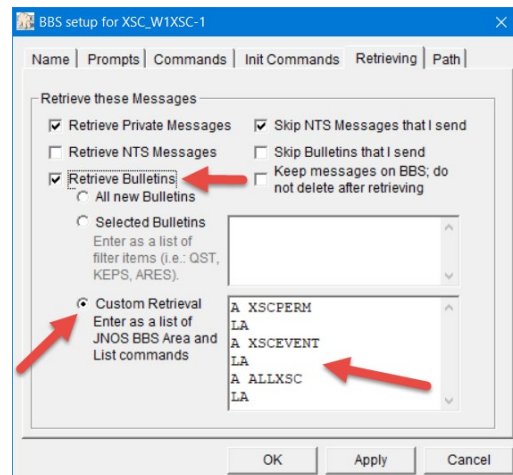 BBS setup for XSC_W1XSC-1
Name | Prompts | Commands | Init Commands | Retrieving | Path
Retrieve these Messages
Retrieve Private Messages
Skip NTS Messages that I send
Retrieve NTS Messages
Skip Bulletins that I send
Retrieve Bulletins
Keep messages on BBS; do
not delete after retrieving
All new Bulletins
Selected Bulletins
Enter as a list of
filter items (i.e.: QST,
KEPS, ARES).
Custom Retrieval
Enter as a list of
JNOS BBS Area and
List commands
A XSCPERM
LA
A XSCEVENT
LA
A ALLXSC
LA
OK
Apply
Cancel